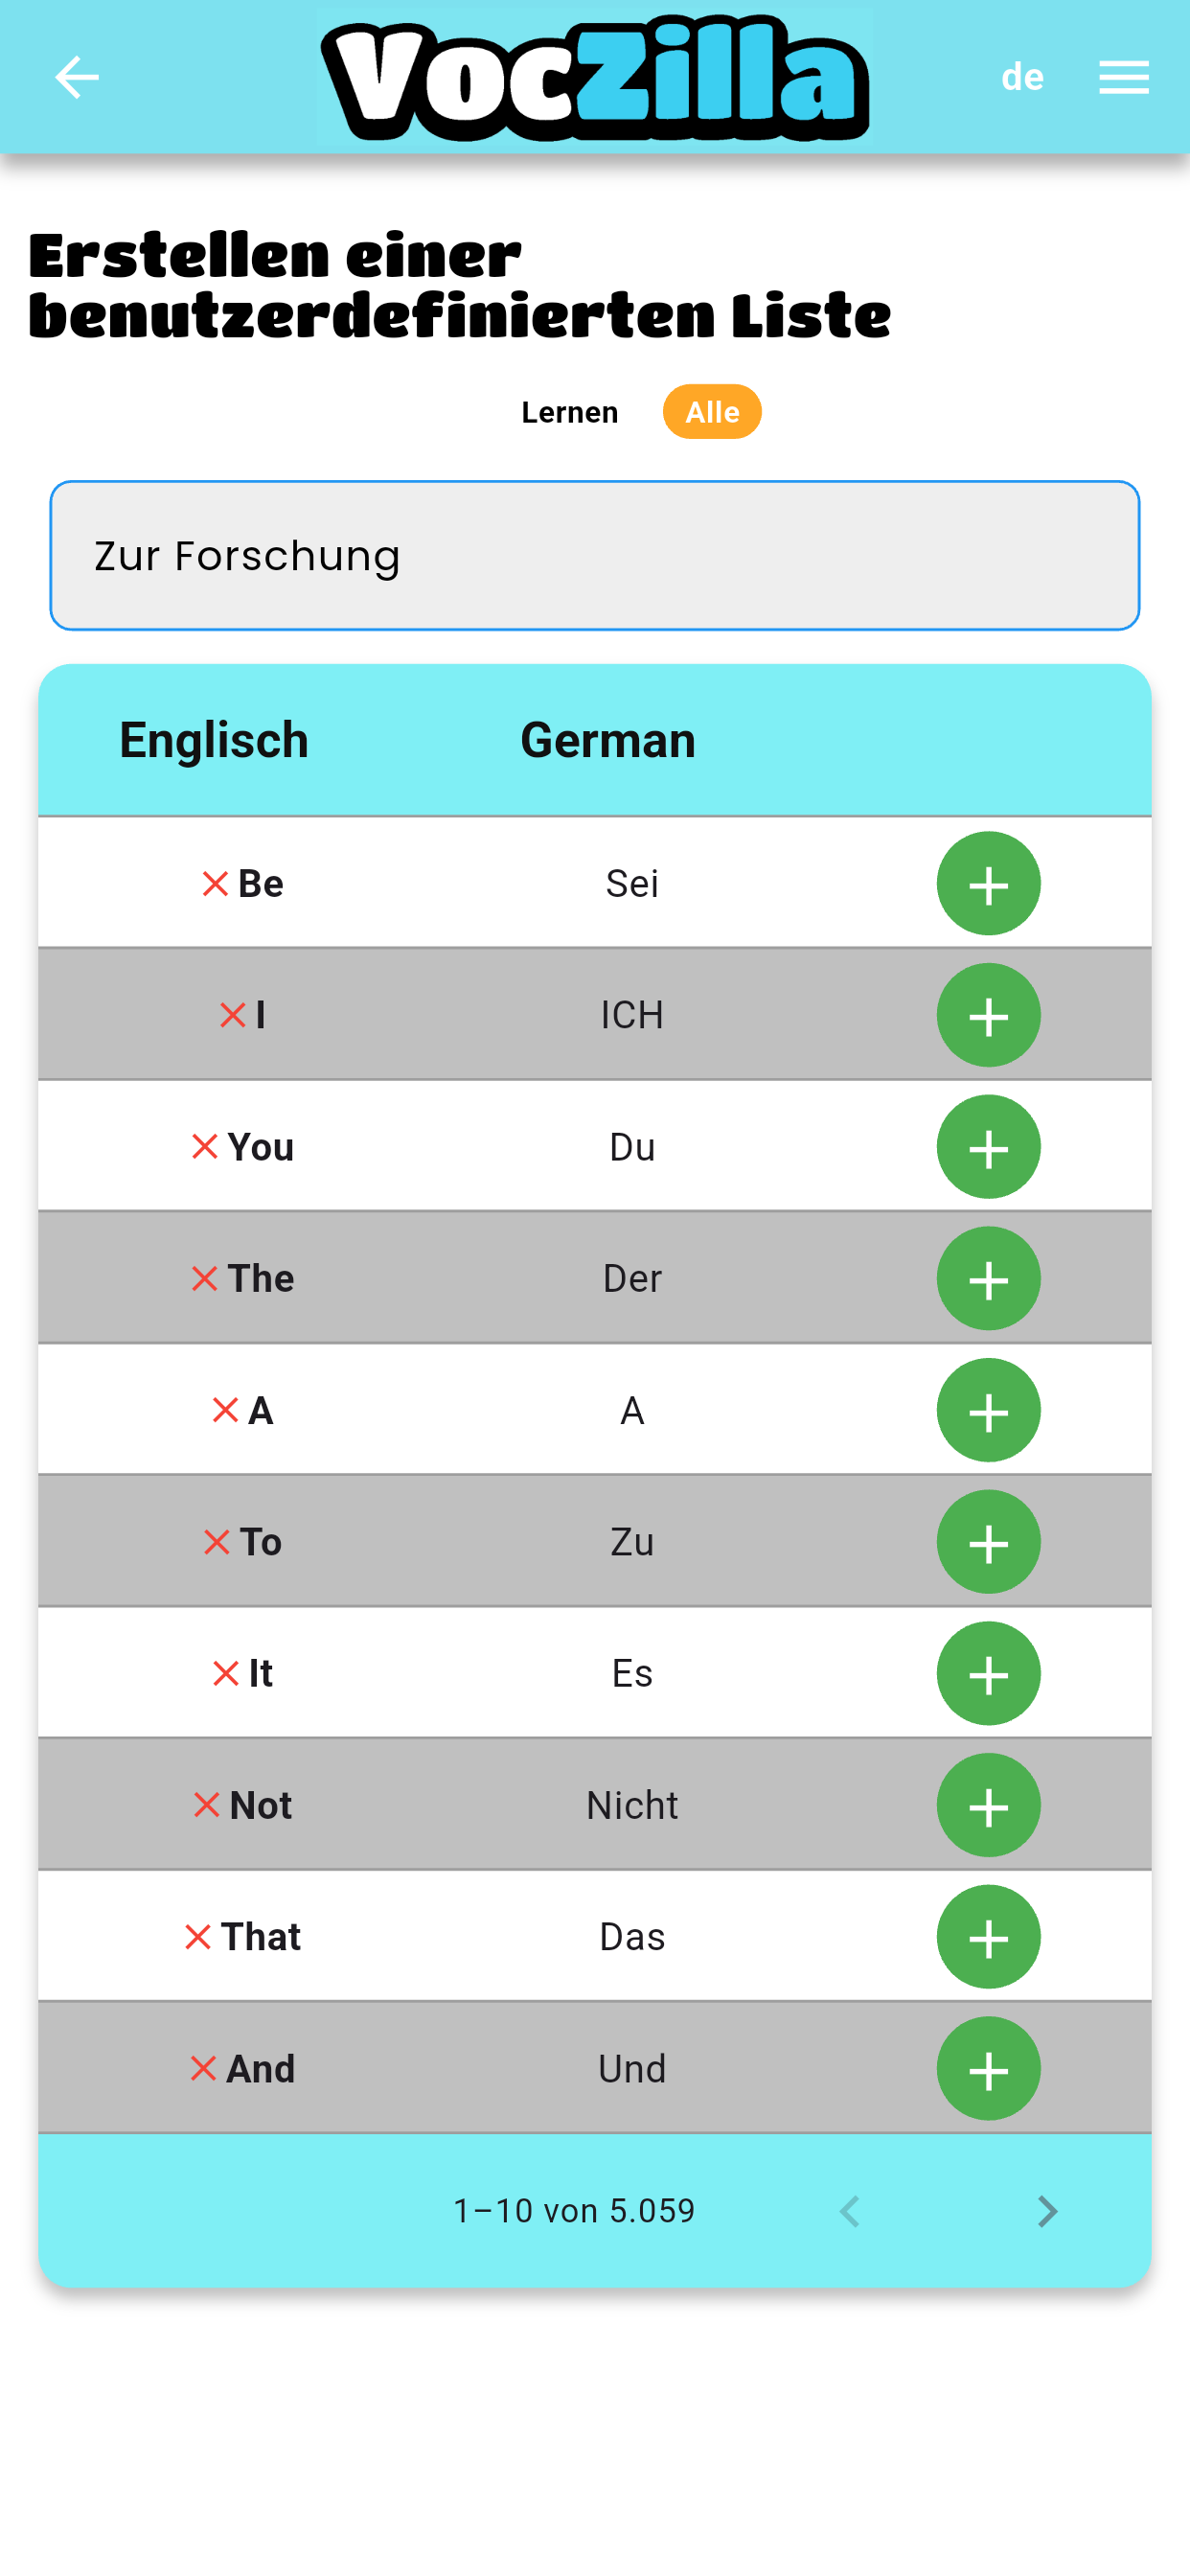 VocZilla
de
Erstellen einer
benutzerdefinierten Liste
Lernen Alle
Zur Forschung
Englisch German
Be Sei
I ICH
You Du
The Der
A A
To Zu
It Es
Not Nicht
That Das
And Und
1–10 von 5.059